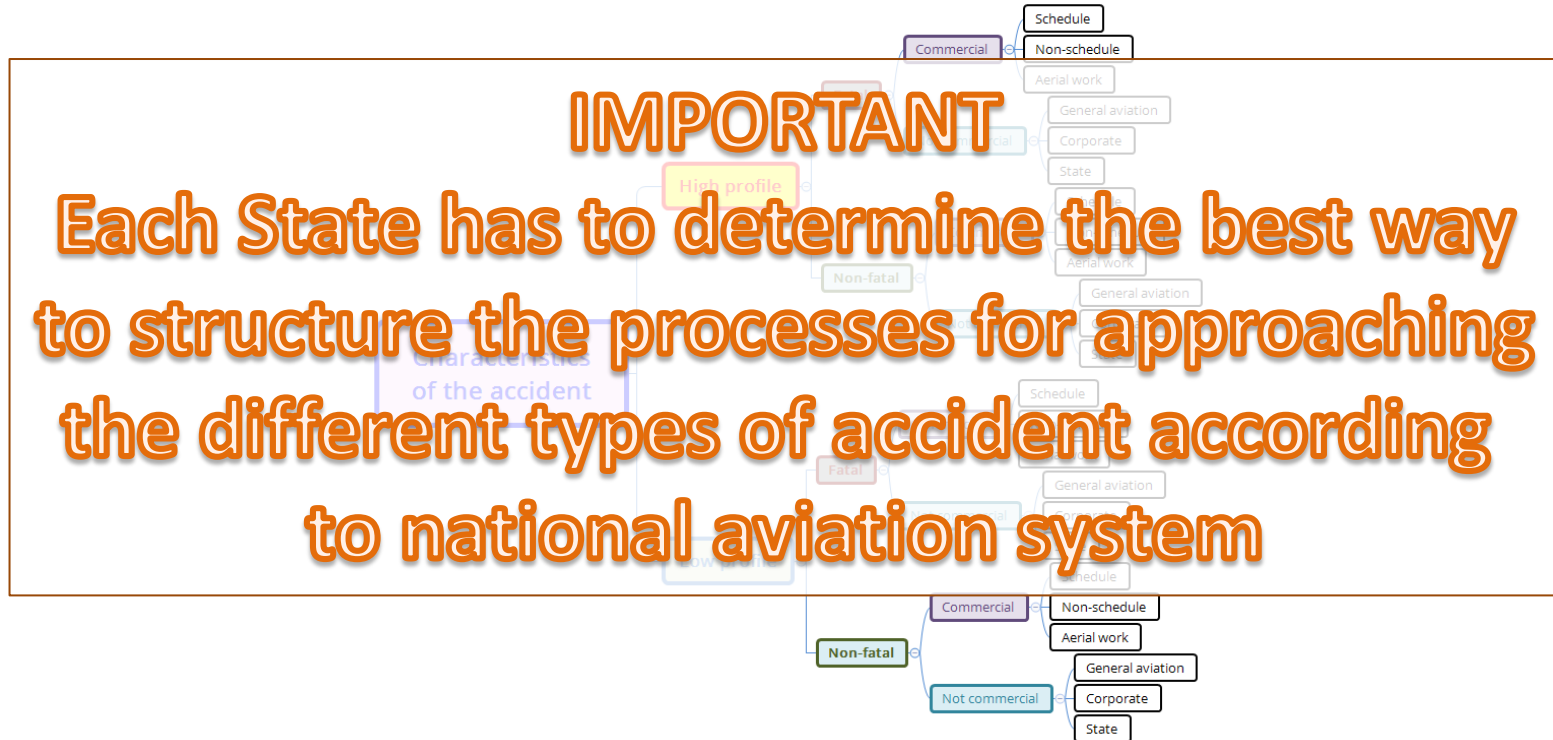 Schedule
Commercial
Non-schedule
Aerial work
IMPORTANT
General aviation
Corporate
State
High profile
Each State has to determine the best way
Aerial work
Non-fatal
General aviation
to structure the processes for approaching
Characteristics
of the accident
Schedule
the different types of accident according
Fatal
General aviation
to national aviation system
Low profile
Schedule
Commercial
Non-schedule
Aerial work
Non-fatal
General aviation
Not commercial
Corporate
State